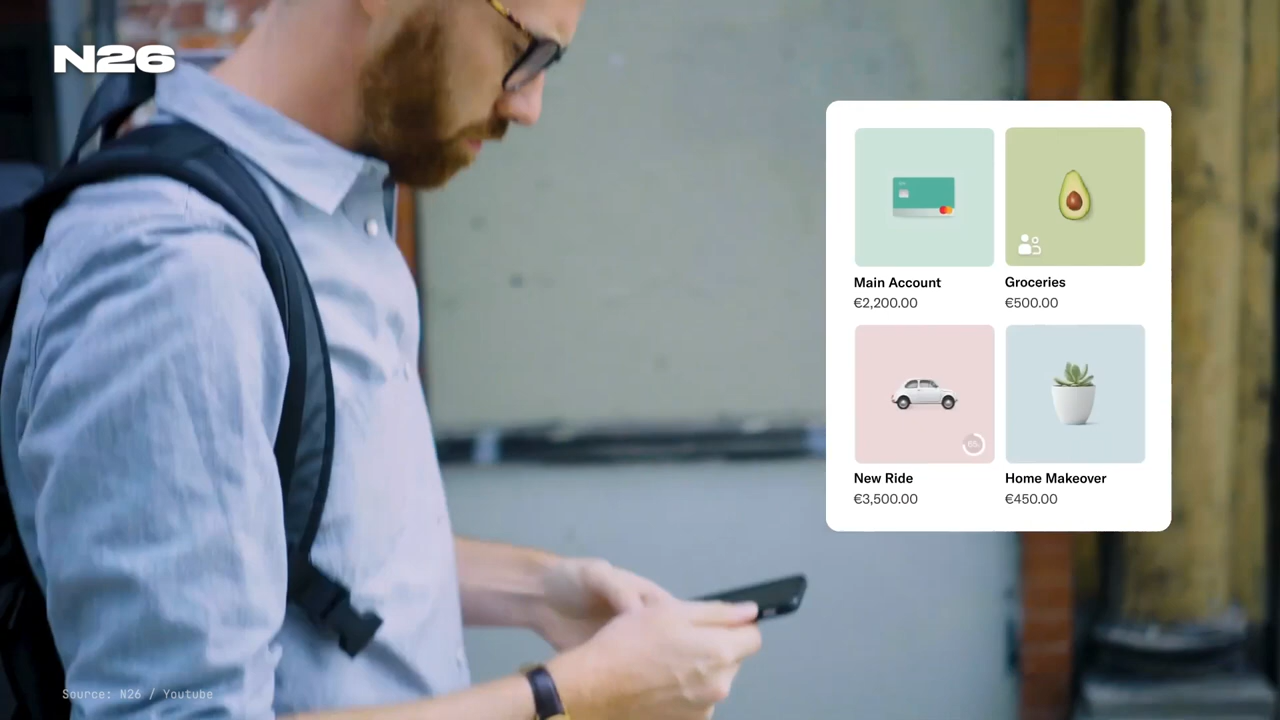 N26
Main Account
€2,200.00
Groceries
€500.00
New Ride
€3,500.00
Home Makeover
€450.00
Source: N26 / Youtube